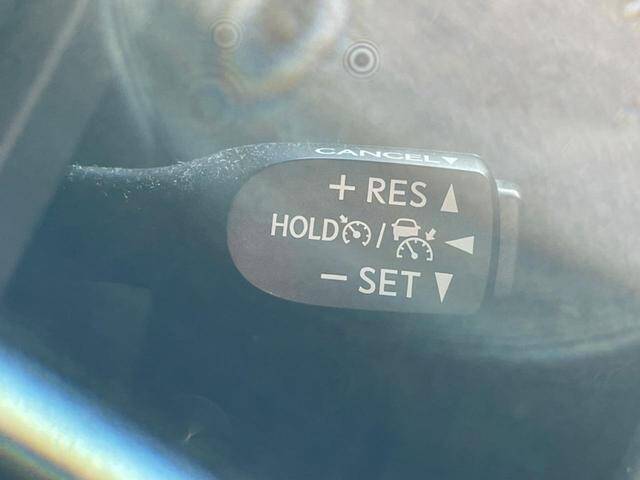 CANCEL▼
+ RES ▲
HOLD / ◀
− SET ▼